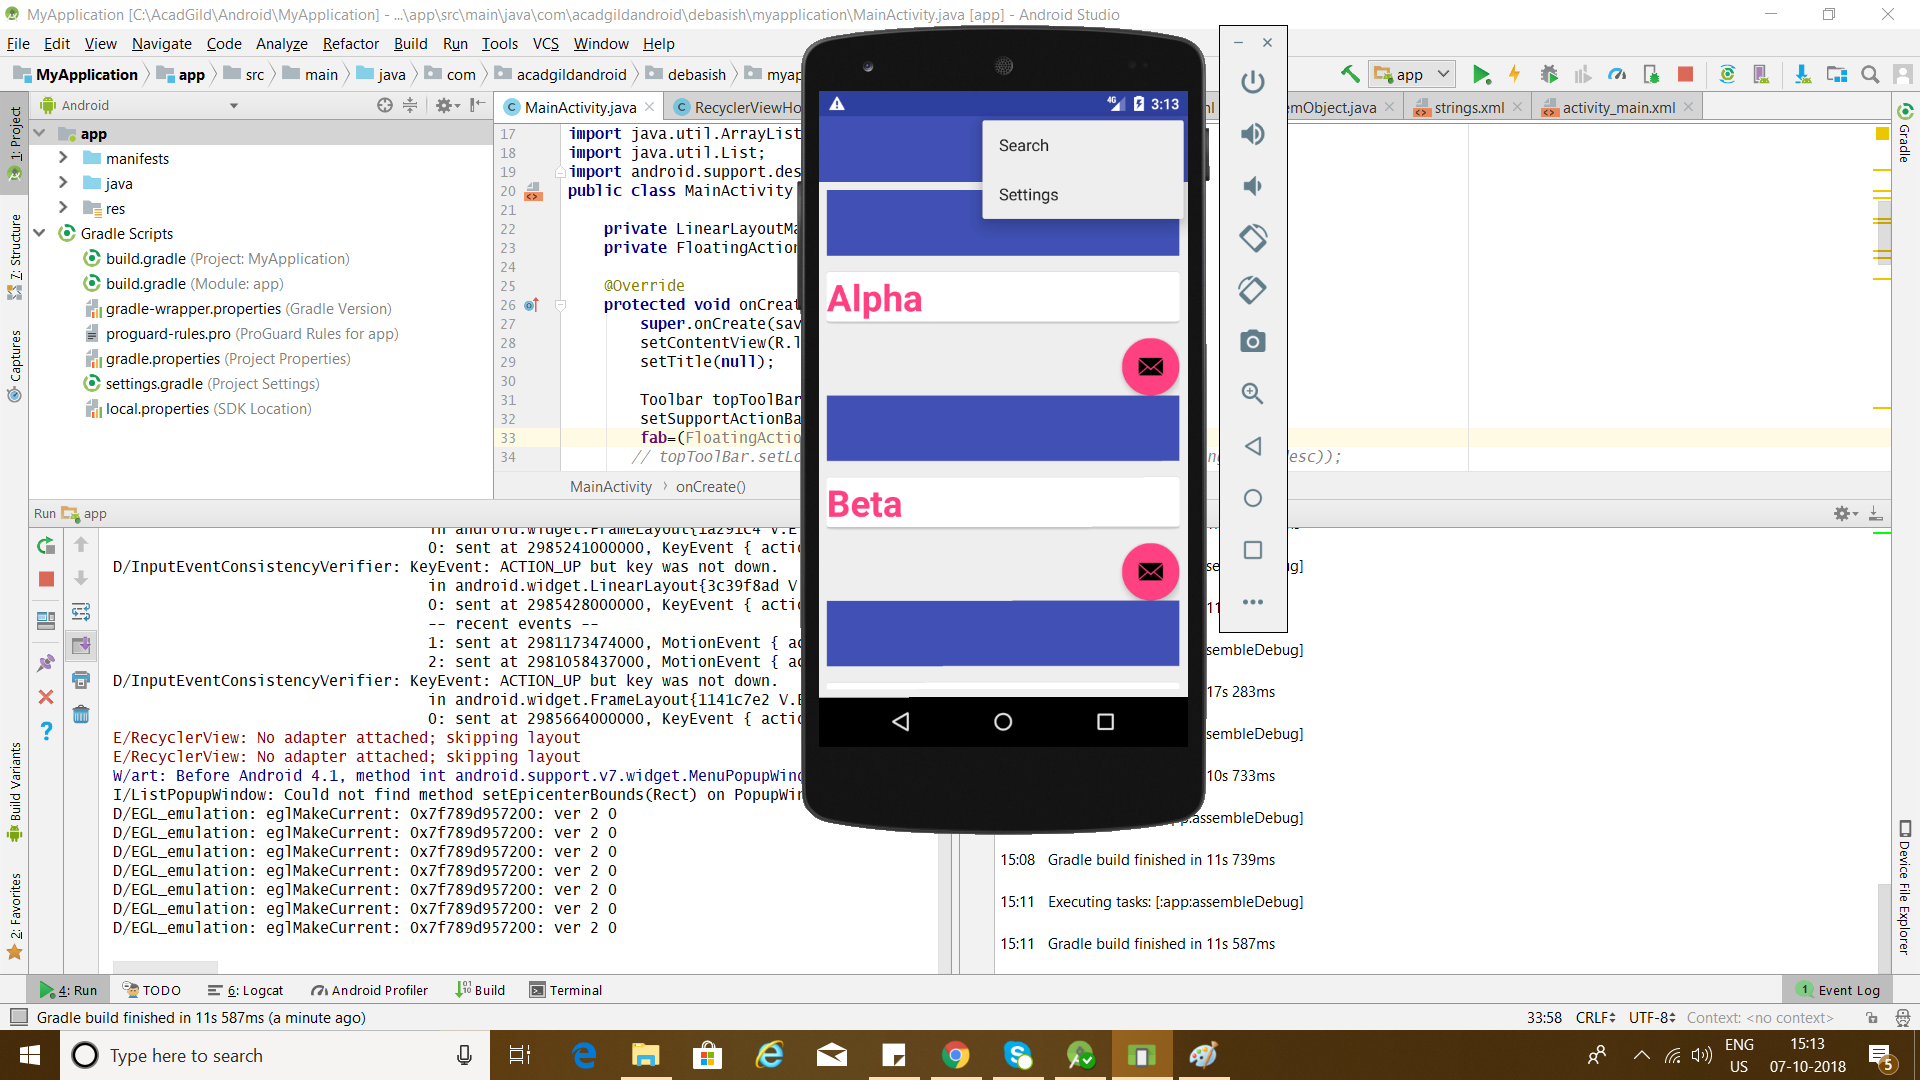 MyApplication [C:\AcadGild\Android\MyApplication] - ...\app\src\main\java\com\acadgildandroid\debasish\myapplication\MainActivity.java [app] - Android Studio
File Edit View Navigate Code Analyze Refactor Build Run Tools VCS Window Help
MyApplication app src main java com acadgildandroid debasish myap app
Android MainActivity.java RecyclerViewHo ml emObject.java strings.xml activity_main.xml
1: Project
7: Structure
Captures
Build Variants
2: Favorites
app
manifests
java
res
Gradle Scripts
build.gradle (Project: MyApplication)
build.gradle (Module: app)
gradle-wrapper.properties (Gradle Version)
proguard-rules.pro (ProGuard Rules for app)
gradle.properties (Project Properties)
settings.gradle (Project Settings)
local.properties (SDK Location)
17 import java.util.ArrayList
18 import java.util.List;
19 import android.support.des
20 public class MainActivity
21
22 private LinearLayoutMa
23 private FloatingAction
24
25 @Override
26 protected void onCreat
27 super.onCreate(sav
28 setContentView(R.l
29 setTitle(null);
30
31 Toolbar topToolBar
32 setSupportActionBa
33 fab=(FloatingActio
34 // topToolBar.setLo desc));
MainActivity › onCreate()
4G 3:13
Search
Settings
Alpha
Beta
Gradle
Device File Explorer
Run app
in android.widget.FrameLayout{1a291c4 V.E
0: sent at 2985241000000, KeyEvent { actio
D/InputEventConsistencyVerifier: KeyEvent: ACTION_UP but key was not down.
in android.widget.LinearLayout{3c39f8ad V
0: sent at 2985428000000, KeyEvent { actio
-- recent events --
1: sent at 2981173474000, MotionEvent { ac
2: sent at 2981058437000, MotionEvent { ac
D/InputEventConsistencyVerifier: KeyEvent: ACTION_UP but key was not down.
in android.widget.FrameLayout{1141c7e2 V.E
0: sent at 2985664000000, KeyEvent { actio
E/RecyclerView: No adapter attached; skipping layout
E/RecyclerView: No adapter attached; skipping layout
W/art: Before Android 4.1, method int android.support.v7.widget.MenuPopupWind
I/ListPopupWindow: Could not find method setEpicenterBounds(Rect) on PopupWin
D/EGL_emulation: eglMakeCurrent: 0x7f789d957200: ver 2 0
D/EGL_emulation: eglMakeCurrent: 0x7f789d957200: ver 2 0
D/EGL_emulation: eglMakeCurrent: 0x7f789d957200: ver 2 0
D/EGL_emulation: eglMakeCurrent: 0x7f789d957200: ver 2 0
D/EGL_emulation: eglMakeCurrent: 0x7f789d957200: ver 2 0
D/EGL_emulation: eglMakeCurrent: 0x7f789d957200: ver 2 0
D/EGL_emulation: eglMakeCurrent: 0x7f789d957200: ver 2 0
sembleDebug]
17s 283ms
sembleDebug]
10s 733ms
pp:assembleDebug]
15:08 Gradle build finished in 11s 739ms
15:11 Executing tasks: [:app:assembleDebug]
15:11 Gradle build finished in 11s 587ms
4: Run TODO 6: Logcat Android Profiler Build Terminal 1 Event Log
Gradle build finished in 11s 587ms (a minute ago) 33:58 CRLF UTF-8 Context: <no context>
Type here to search ENG US 15:13 07-10-2018 5